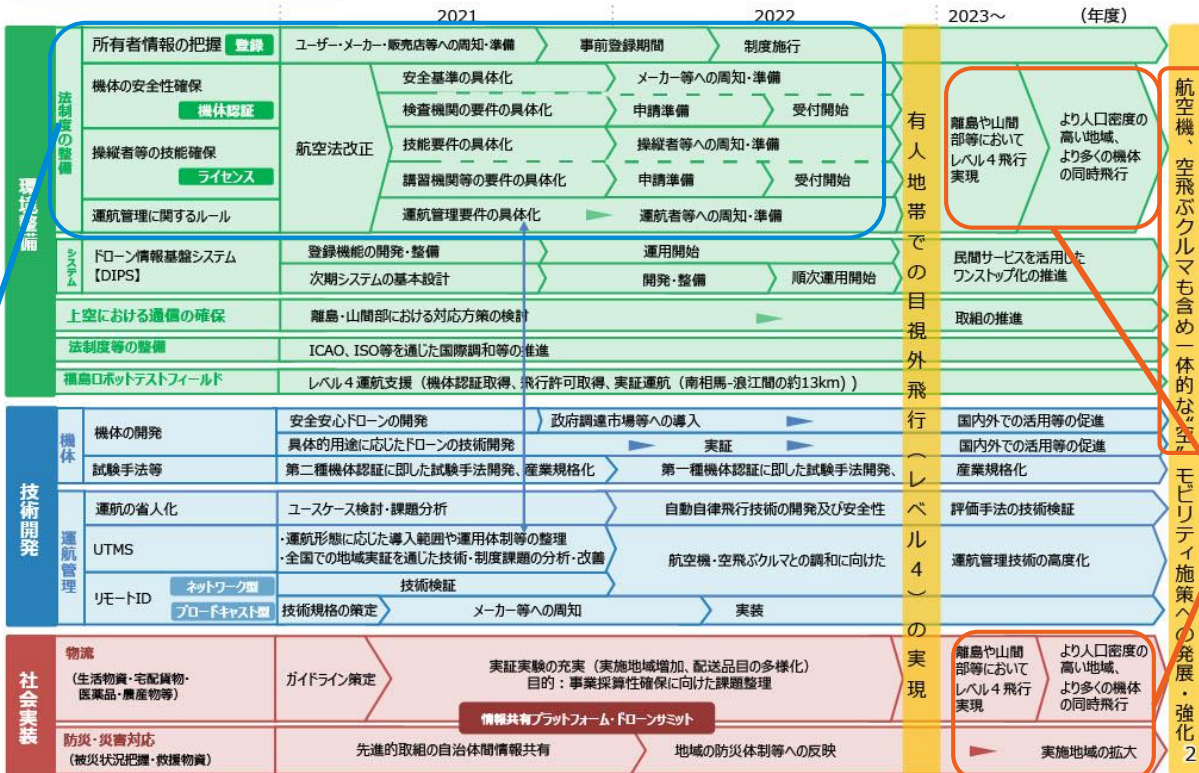 2021
2022
2023～
（年度）
環境整備
法制度の整備
所有者情報の把握 登録
ユーザー・メーカー・販売店等への周知・準備
事前登録期間
制度施行
機体の安全性確保
機体認証
操縦者等の技能確保
ライセンス
運航管理に関するルール
航空法改正
安全基準の具体化
メーカー等への周知・準備
検査機関の要件の具体化
申請準備
受付開始
技能要件の具体化
操縦者等への周知・準備
講習機関等の要件の具体化
申請準備
受付開始
運航管理要件の具体化
運航者等への周知・準備
離島や山間
部等において
レベル４飛行
実現
より人口密度の
高い地域、
より多くの機体
の同時飛行
システム
ドローン情報基盤システム
【DIPS】
登録機能の開発・整備
運用開始
次期システムの基本設計
開発・整備
順次運用開始
民間サービスを活用した
ワンストップ化の推進
上空における通信の確保
離島・山間部における対応方策の検討
取組の推進
法制度等の整備
ICAO、ISO等を通じた国際調和等の推進
福島ロボットテストフィールド
レベル４運航支援（機体認証取得、飛行許可取得、実証運航（南相馬-浪江間の約13km））
技術開発
機体
機体の開発
安全安心ドローンの開発
政府調達市場等への導入
国内外での活用等の促進
具体的用途に応じたドローンの技術開発
実証
国内外での活用等の促進
試験手法等
第二種機体認証に即した試験手法開発、産業規格化
第一種機体認証に即した試験手法開発、
産業規格化
運航管理
運航の省人化
ユースケース検討・課題分析
自動自律飛行技術の開発及び安全性
評価手法の技術検証
UTMS
・運航形態に応じた導入範囲や運用体制等の整理
・全国での地域実証を通じた技術・制度課題の分析・改善
航空機・空飛ぶクルマとの調和に向けた
運航管理技術の高度化
リモートID
ネットワーク型
技術検証
ブロードキャスト型
技術規格の策定
メーカー等への周知
実装
社会実装
物流
（生活物資・宅配貨物・
医薬品・農産物等）
ガイドライン策定
実証実験の充実（実施地域増加、配送品目の多様化）
目的：事業採算性確保に向けた課題整理
離島や山間
部等において
レベル４飛行
実現
より人口密度の
高い地域、
より多くの機体
の同時飛行
情報共有プラットフォーム・ドローンサミット
防災・災害対応
（被災状況把握・救援物資）
先進的取組の自治体間情報共有
地域の防災体制等への反映
実施地域の拡大
有人地帯での目視外飛行（レベル４）の実現
航空機、空飛ぶクルマも含め一体的な“空”モビリティ施策への発展・強化
2